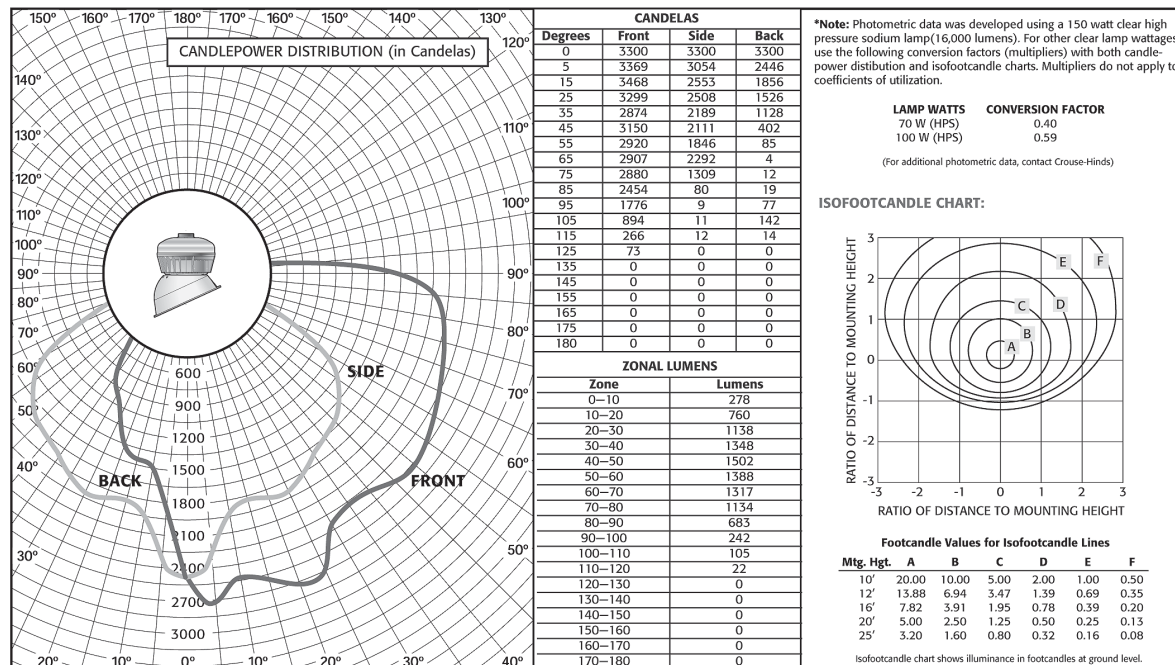 150° 160° 170° 180° 170° 160° 150° 130°
CANDLEPOWER DISTRIBUTION (in Candelas)
120°
140°
130°
110°
120°
110°
100°
100°
90°
90°
80°
80°
70°
60°
SIDE
600
70°
50°
900
1200
40°
60°
1500
BACK
FRONT
1800
2100
50°
30°
2400
2700
3000
20° 10° 0° 10° 20° 30° 40°
CANDELAS
Degrees Front Side Back
0 3300 3300 3300
5 3369 3054 2446
15 3468 2553 1856
25 3299 2508 1526
35 2874 2189 1128
45 3150 2111 402
55 2920 1846 85
65 2907 2292 4
75 2880 1309 12
85 2454 80 19
95 1776 9 77
105 894 11 142
115 266 12 14
125 73 0 0
135 0 0 0
145 0 0 0
155 0 0 0
165 0 0 0
175 0 0 0
180 0 0 0
ZONAL LUMENS
Zone Lumens
0–10 278
10–20 760
20–30 1138
30–40 1348
40–50 1502
50–60 1388
60–70 1317
70–80 1134
80–90 683
90–100 242
100–110 105
110–120 22
120–130 0
130–140 0
140–150 0
150–160 0
160–170 0
170–180 0
*Note: Photometric data was developed using a 150 watt clear high
pressure sodium lamp(16,000 lumens). For other clear lamp wattages
use the following conversion factors (multipliers) with both candle-
power distibution and isofootcandle charts. Multipliers do not apply to
coefficients of utilization.
LAMP WATTS CONVERSION FACTOR
70 W (HPS) 0.40
100 W (HPS) 0.59
(For additional photometric data, contact Crouse-Hinds)
ISOFOOTCANDLE CHART:
RATIO OF DISTANCE TO MOUNTING HEIGHT
3
2
1
0
-1
-2
-3
E F
C D
B
A
-3 -2 -1 0 1 2 3
RATIO OF DISTANCE TO MOUNTING HEIGHT
Footcandle Values for Isofootcandle Lines
Mtg. Hgt. A B C D E F
10′ 20.00 10.00 5.00 2.00 1.00 0.50
12′ 13.88 6.94 3.47 1.39 0.69 0.35
16′ 7.82 3.91 1.95 0.78 0.39 0.20
20′ 5.00 2.50 1.25 0.50 0.25 0.13
25′ 3.20 1.60 0.80 0.32 0.16 0.08
Isofootcandle chart shows illuminance in footcandles at ground level.